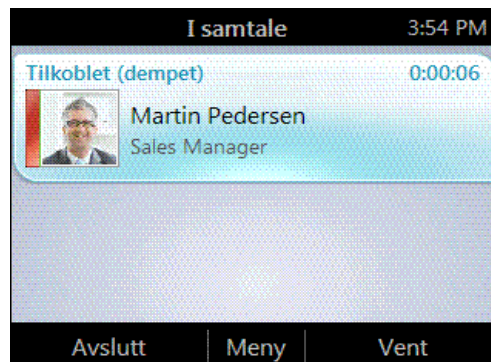 I samtale 3:54 PM
Tilkoblet (dempet) 0:00:06
Martin Pedersen
Sales Manager
Avslutt Meny Vent